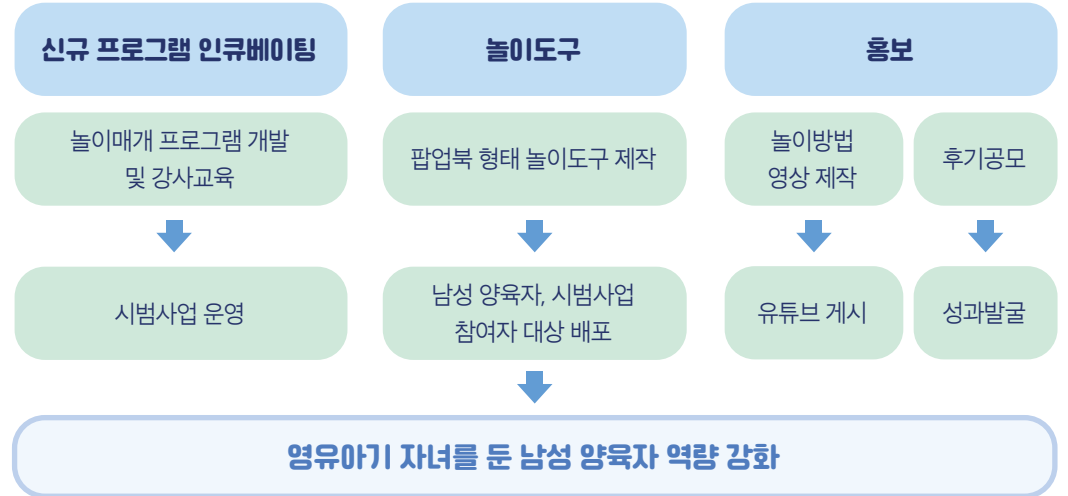 신규 프로그램 인큐베이팅
놀이매개 프로그램 개발
및 강사교육
시범사업 운영
놀이도구
팝업북 형태 놀이도구 제작
남성 양육자, 시범사업
참여자 대상 배포
홍보
놀이방법
영상 제작
유튜브 게시
후기공모
성과발굴
영유아기 자녀를 둔 남성 양육자 역량 강화